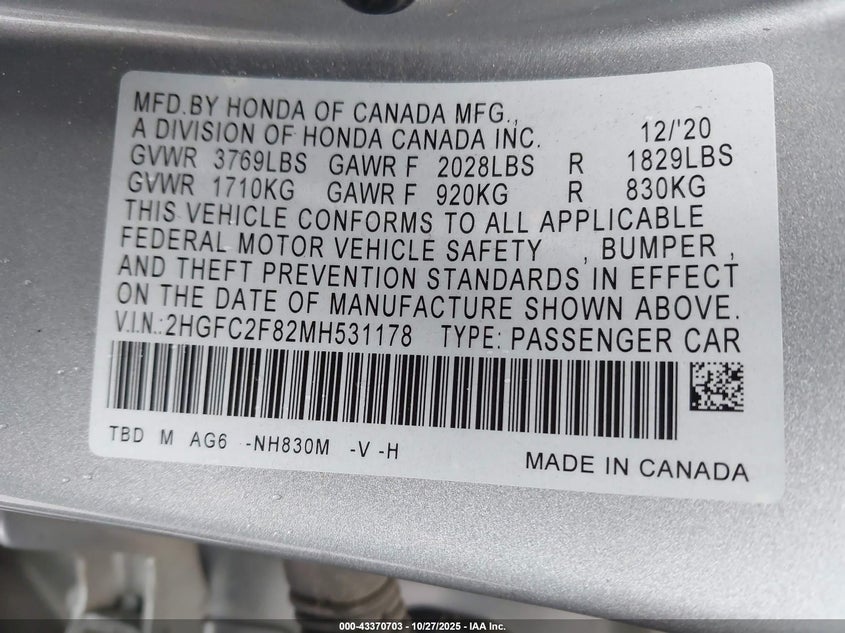 MFD.BY HONDA OF CANADA MFG.,
A DIVISION OF HONDA CANADA INC. 12/'20
GVWR 3769LBS GAWR F 2028LBS R 1829LBS
GVWR 1710KG GAWR F 920KG R 830KG
THIS VEHICLE CONFORMS TO ALL APPLICABLE
FEDERAL MOTOR VEHICLE SAFETY , BUMPER ,
AND THEFT PREVENTION STANDARDS IN EFFECT
ON THE DATE OF MANUFACTURE SHOWN ABOVE.
V.I.N.:2HGFC2F82MH531178 TYPE: PASSENGER CAR
TBD M AG6 -NH830M -V -H
MADE IN CANADA
000-43370703 - 10/27/2025 - IAA Inc.